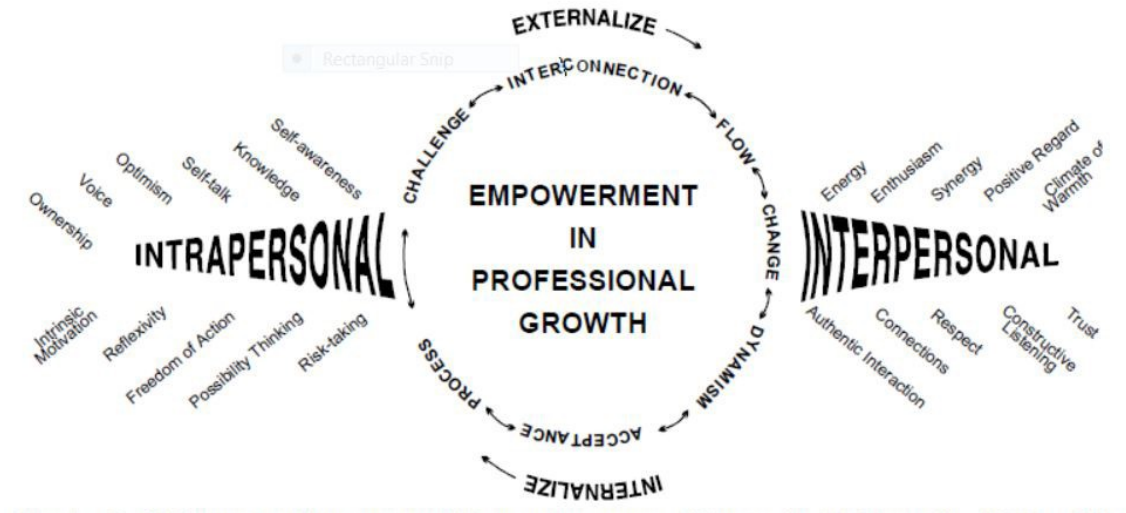 EXTERNALIZE
Rectangular Snip
INTERCONNECTION
CHALLENGE
FLOW
CHANGE
DYNAMISM
ACCEPTANCE
PROCESS
INTERNALIZE
EMPOWERMENT
IN
PROFESSIONAL
GROWTH
Ownership
Voice
Optimism
Self-talk
Knowledge
Self-awareness
INTRAPERSONAL
Intrinsic
Motivation
Reflexivity
Freedom of Action
Possibility Thinking
Risk-taking
Energy
Enthusiasm
Synergy
Positive Regard
Climate of
Warmth
INTERPERSONAL
Authentic Interaction
Connections
Respect
Constructive
Listening
Trust